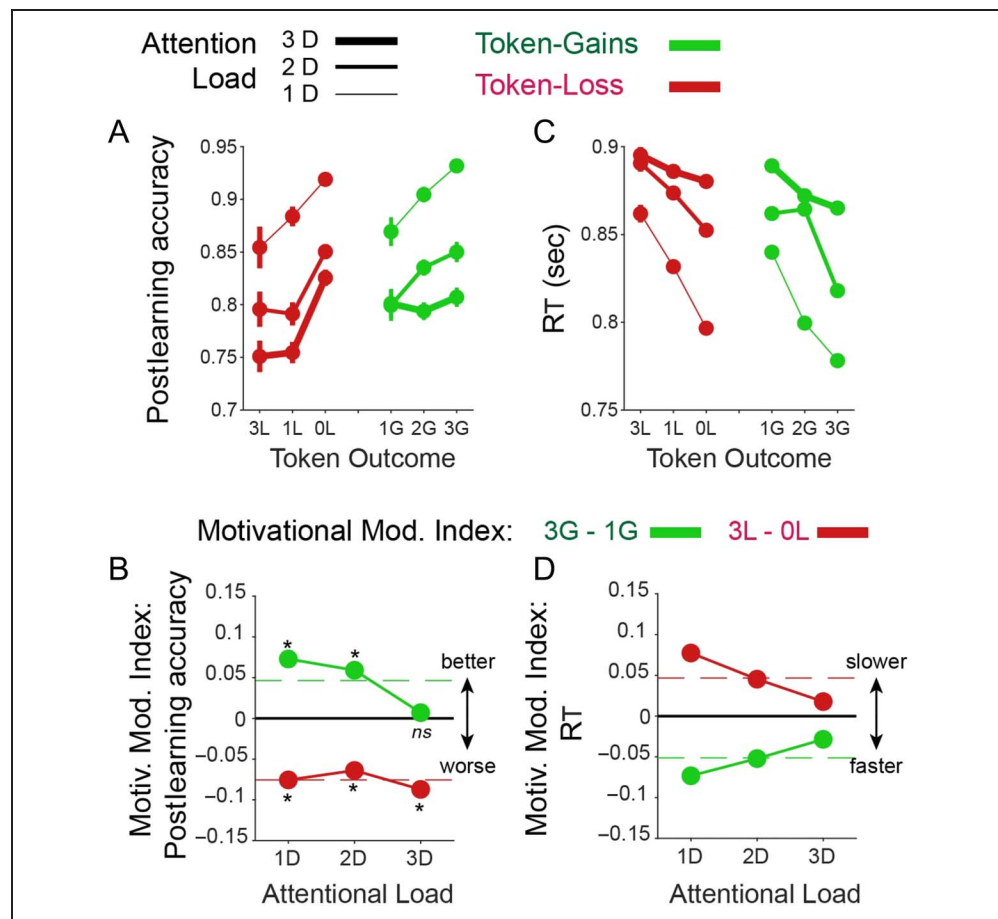 Attention Load
3 D
2 D
1 D
Token-Gains
Token-Loss
A
Postlearning accuracy
0.95
0.9
0.85
0.8
0.75
0.7
3L 1L 0L 1G 2G 3G
Token Outcome
C
RT (sec)
0.9
0.85
0.8
0.75
3L 1L 0L 1G 2G 3G
Token Outcome
Motivational Mod. Index: 3G - 1G 3L - 0L
B
Motiv. Mod. Index:
Postlearning accuracy
0.15
0.1
0.05
0
−0.05
−0.1
−0.15
* *
ns
* * *
better
worse
1D 2D 3D
Attentional Load
D
Motiv. Mod. Index:
RT
0.15
0.1
0.05
0
−0.05
−0.1
−0.15
slower
faster
1D 2D 3D
Attentional Load